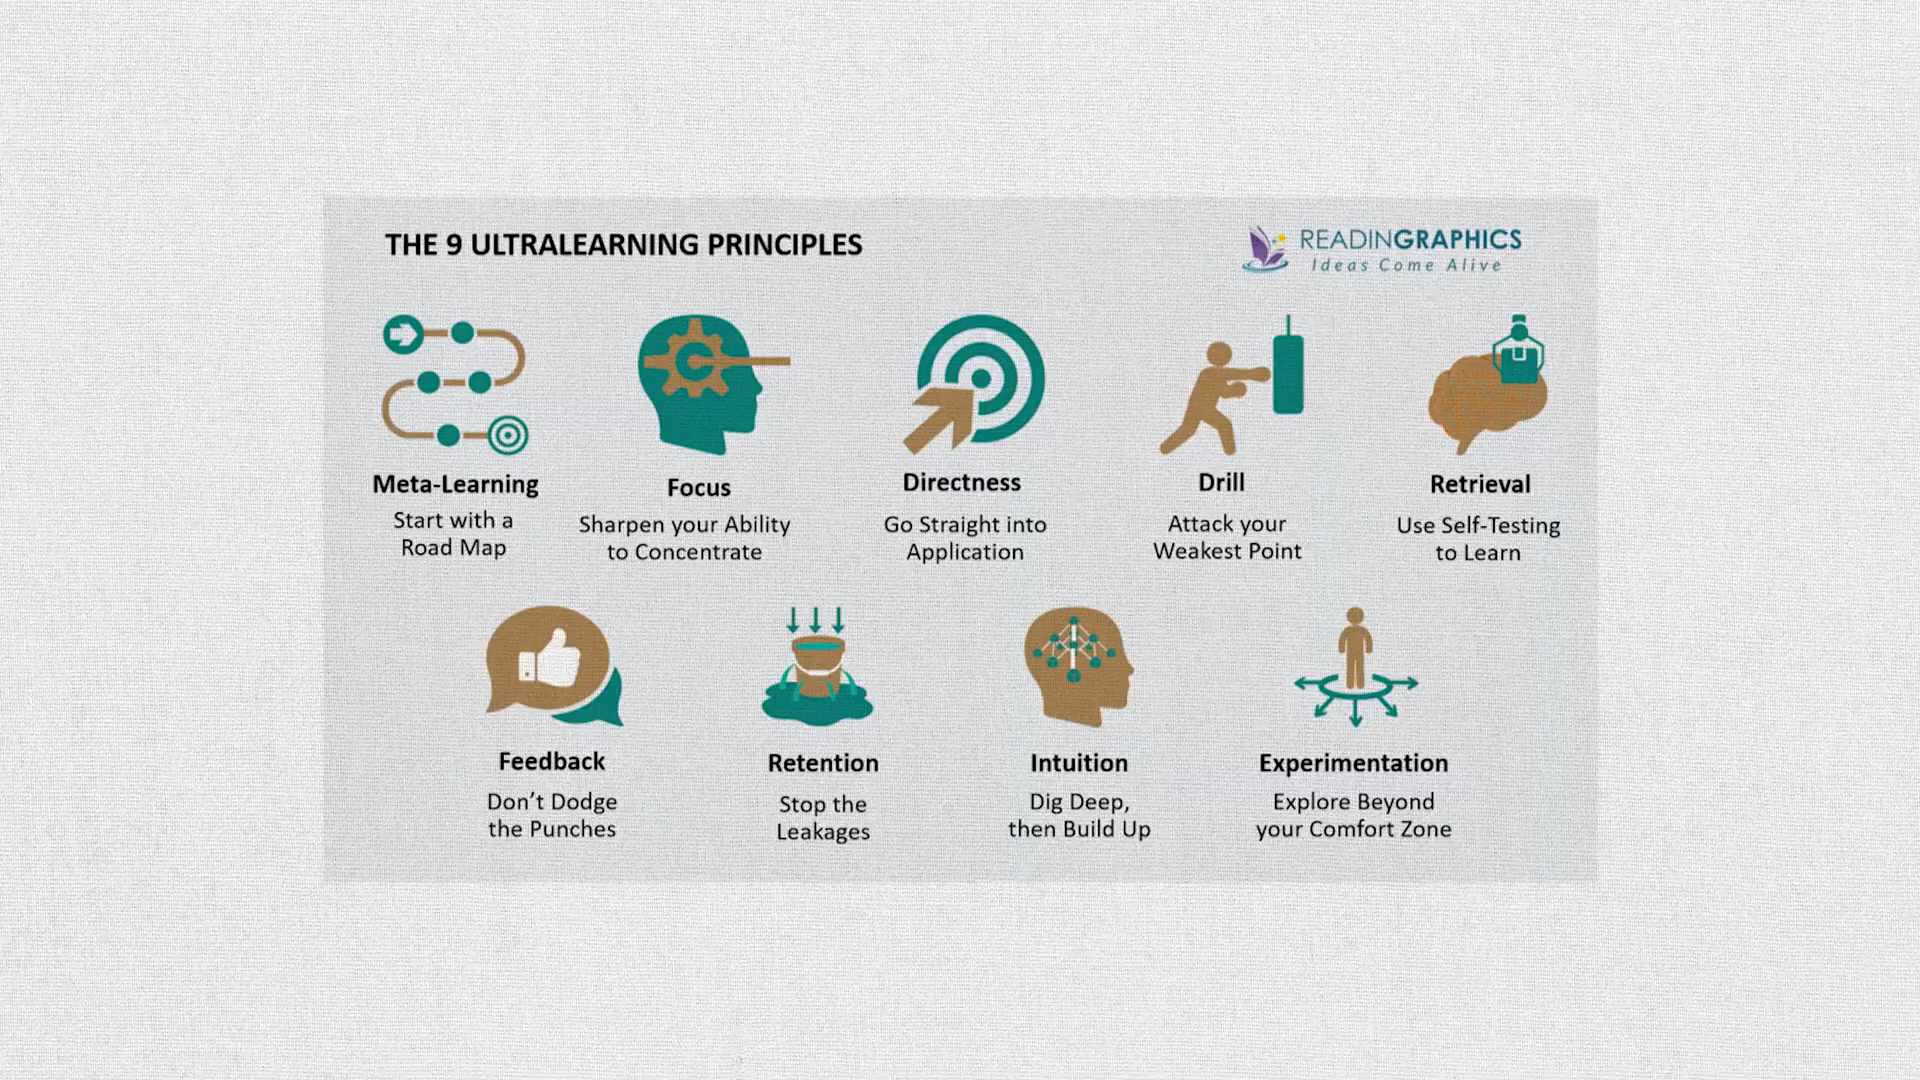 THE 9 ULTRALEARNING PRINCIPLES
READINGRAPHICS
Ideas Come Alive
Meta-Learning
Start with a
Road Map
Focus
Sharpen your Ability
to Concentrate
Directness
Go Straight into
Application
Drill
Attack your
Weakest Point
Retrieval
Use Self-Testing
to Learn
Feedback
Don’t Dodge
the Punches
Retention
Stop the
Leakages
Intuition
Dig Deep,
then Build Up
Experimentation
Explore Beyond
your Comfort Zone